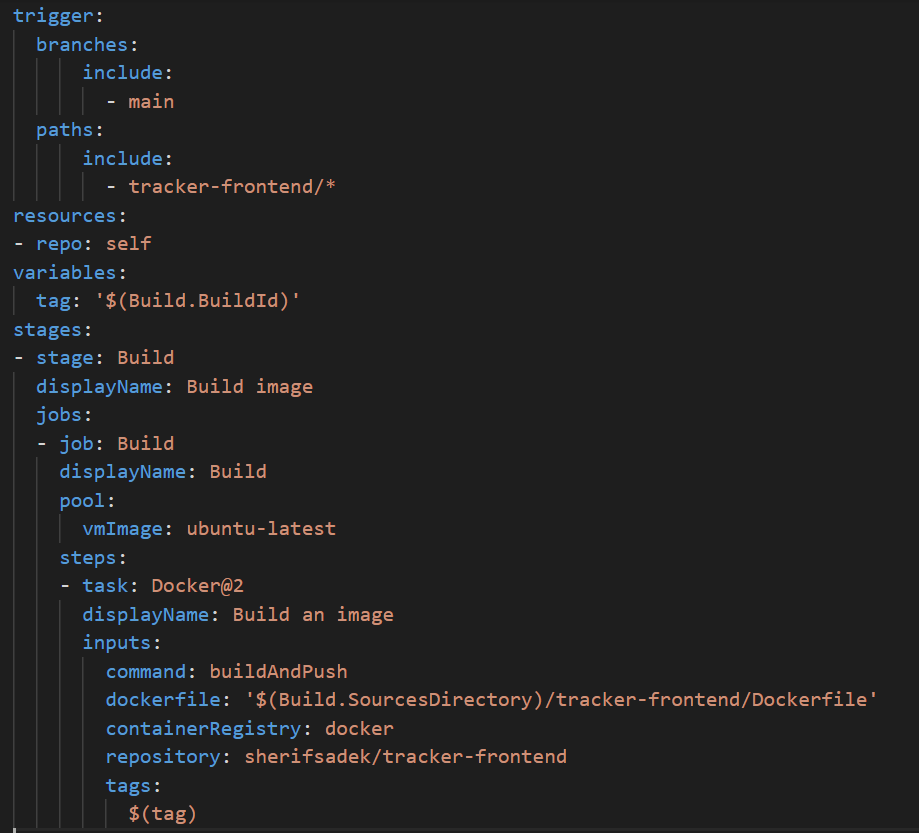 trigger:
  branches:
      include:
        - main
  paths:
      include:
        - tracker-frontend/*
resources:
- repo: self
variables:
  tag: '$(Build.BuildId)'
stages:
- stage: Build
  displayName: Build image
  jobs:
  - job: Build
    displayName: Build
    pool:
      vmImage: ubuntu-latest
    steps:
    - task: Docker@2
      displayName: Build an image
      inputs:
        command: buildAndPush
        dockerfile: '$(Build.SourcesDirectory)/tracker-frontend/Dockerfile'
        containerRegistry: docker
        repository: sherifsadek/tracker-frontend
        tags:
          $(tag)